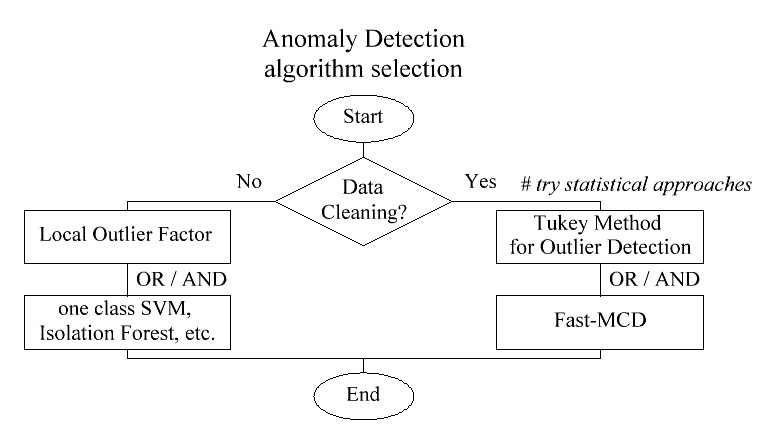 Anomaly Detection
algorithm selection
Start
No
Data
Cleaning?
Yes
# try statistical approaches
Local Outlier Factor
OR / AND
one class SVM,
Isolation Forest, etc.
Tukey Method
for Outlier Detection
OR / AND
Fast-MCD
End